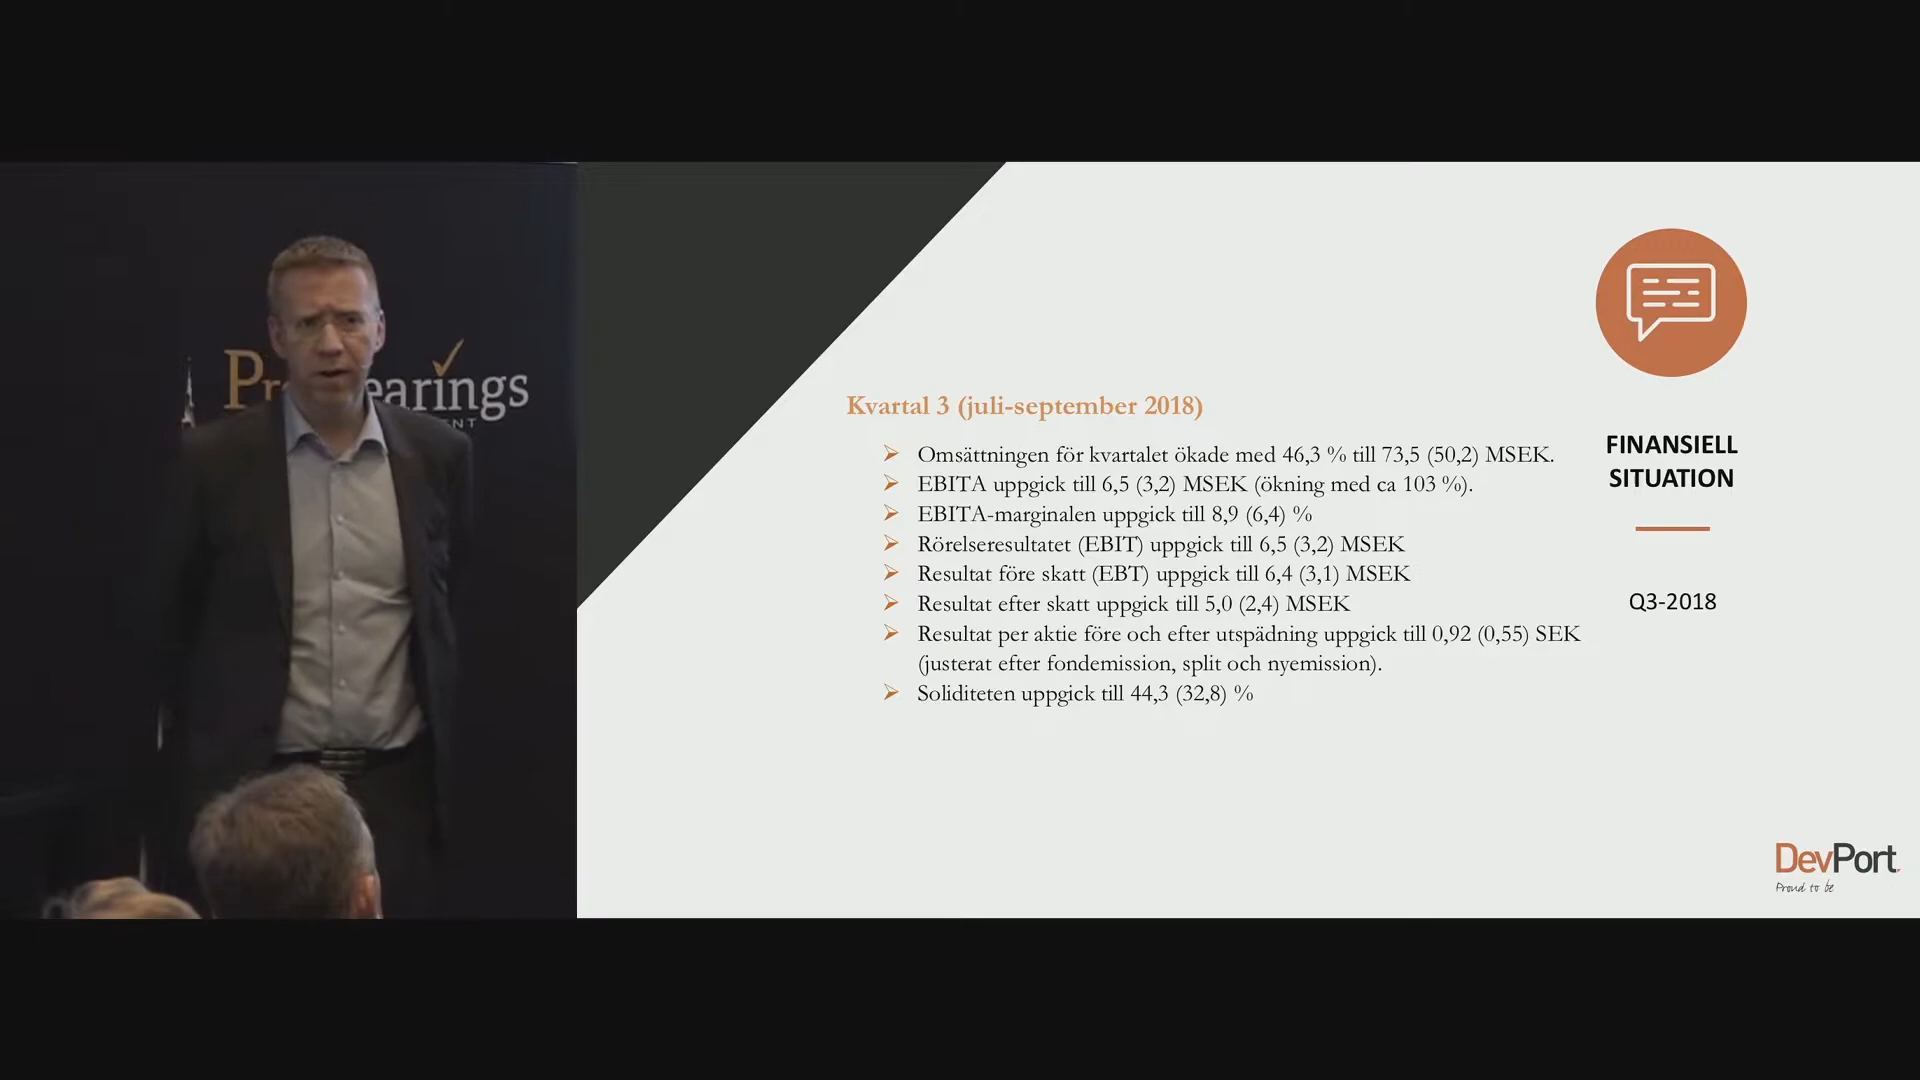 earings
NT
Kvartal 3 (juli-september 2018)
Omsättningen för kvartalet ökade med 46,3 % till 73,5 (50,2) MSEK.
EBITA uppgick till 6,5 (3,2) MSEK (ökning med ca 103 %).
EBITA-marginalen uppgick till 8,9 (6,4) %
Rörelseresultatet (EBIT) uppgick till 6,5 (3,2) MSEK
Resultat före skatt (EBT) uppgick till 6,4 (3,1) MSEK
Resultat efter skatt uppgick till 5,0 (2,4) MSEK
Resultat per aktie före och efter utspädning uppgick till 0,92 (0,55) SEK
(justerat efter fondemission, split och nyemission).
Soliditeten uppgick till 44,3 (32,8) %
FINANSIELL
SITUATION
Q3-2018
DevPort
Proud to be